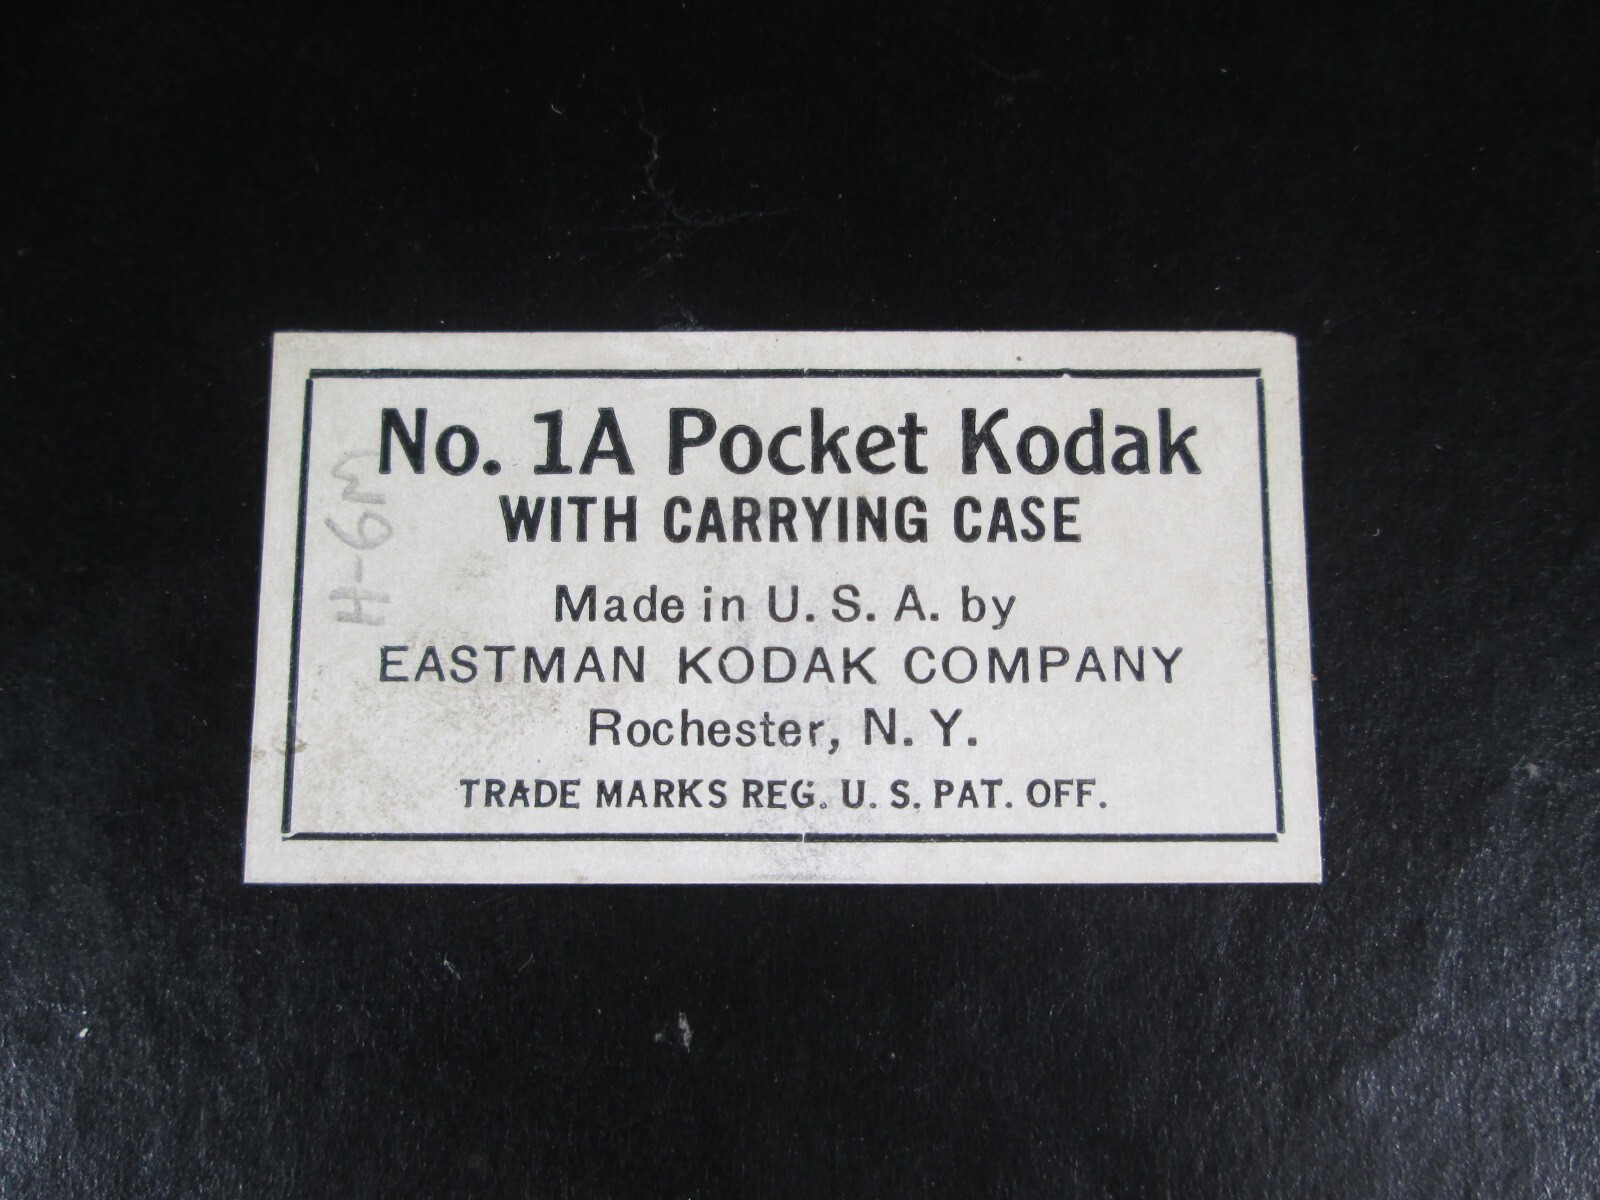 No. 1A Pocket Kodak
WITH CARRYING CASE
Made in U. S. A. by
EASTMAN KODAK COMPANY
Rochester, N. Y.
TRADE MARKS REG. U. S. PAT. OFF.